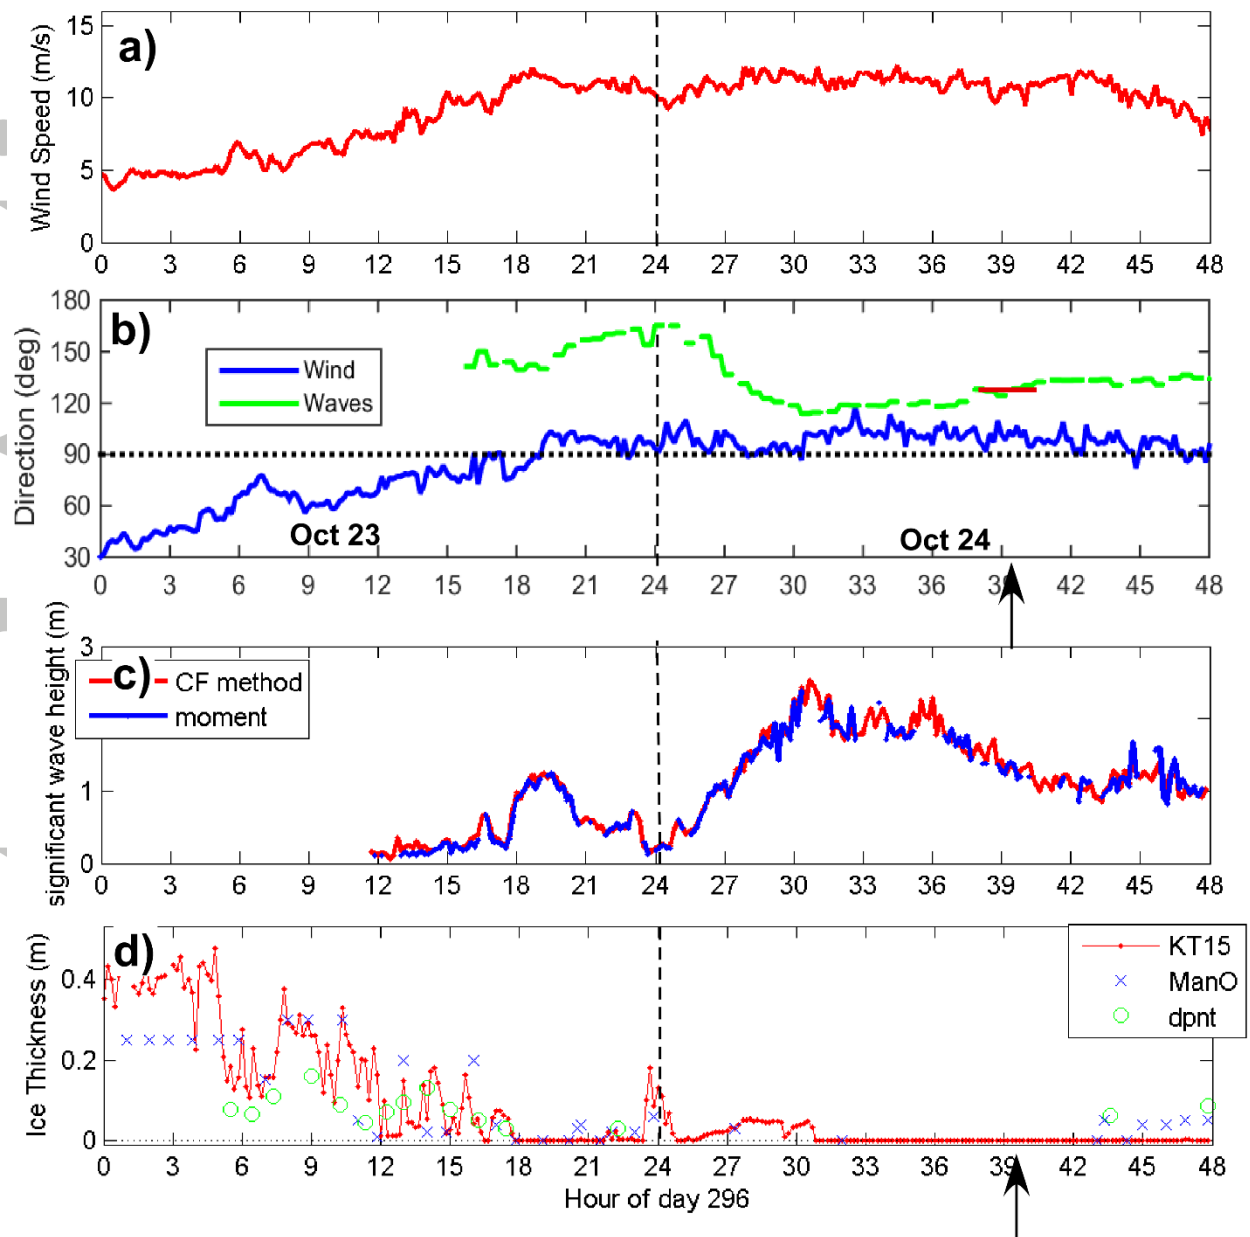 a)
Wind Speed (m/s)
15
10
5
0
0 3 6 9 12 15 18 21 24 27 30 33 36 39 42 45 48
b)
Direction (deg)
180
150
120
90
60
30
Wind
Waves
Oct 23
Oct 24
0 3 6 9 12 15 18 21 24 27 30 33 36 39 42 45 48
c)
significant wave height (m)
3
1
0
CF method
moment
0 3 6 9 12 15 18 21 24 27 30 33 36 39 42 45 48
d)
Ice Thickness (m)
0.4
0.2
0
KT15
ManO
dpnt
0 3 6 9 12 15 18 21 24 27 30 33 36 39 42 45 48
Hour of day 296